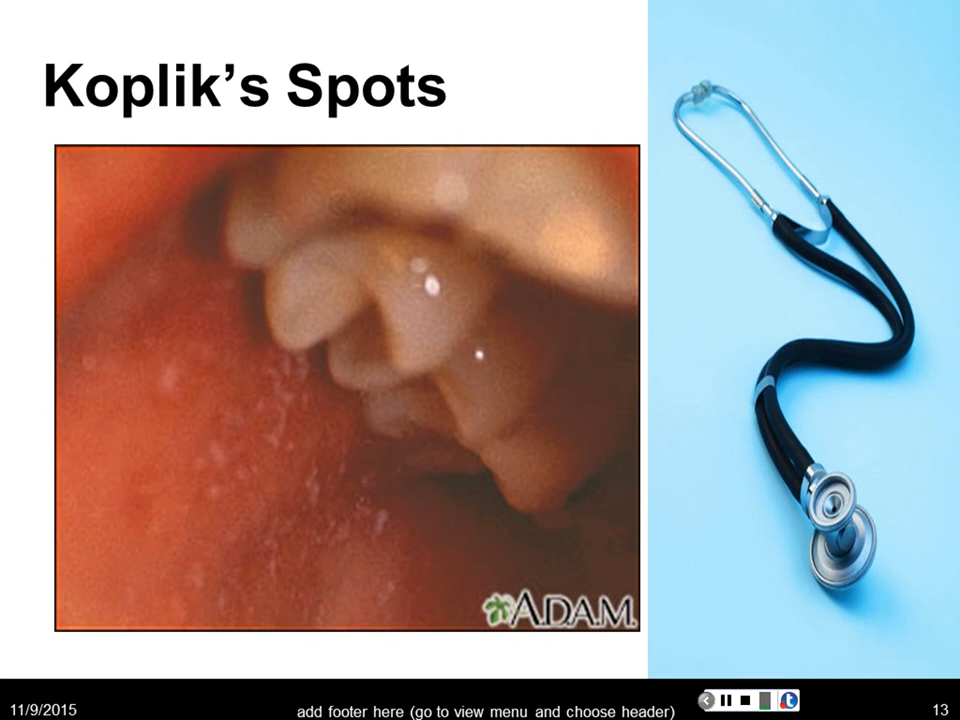 Koplik’s Spots
A.D.A.M.
11/9/2015
add footer here (go to view menu and choose header)
13